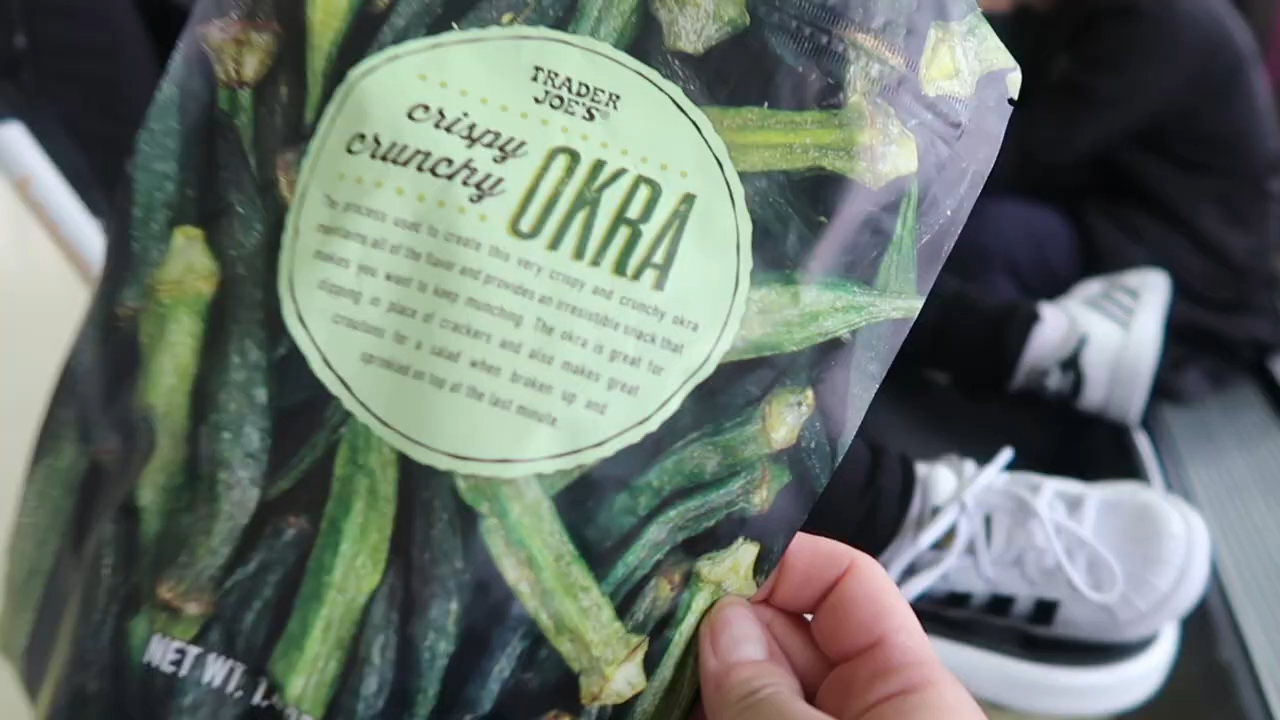 TRADER
JOE'S®
crispy
crunchy
OKRA
The process used to create this very crispy and crunchy okra
maintains all of the flavor and provides an irresistible snack that
makes you want to keep munching. The okra is great for
dipping in place of crackers and also makes great
croutons for a salad when broken up and
sprinkled on top at the last minute.
NET WT.